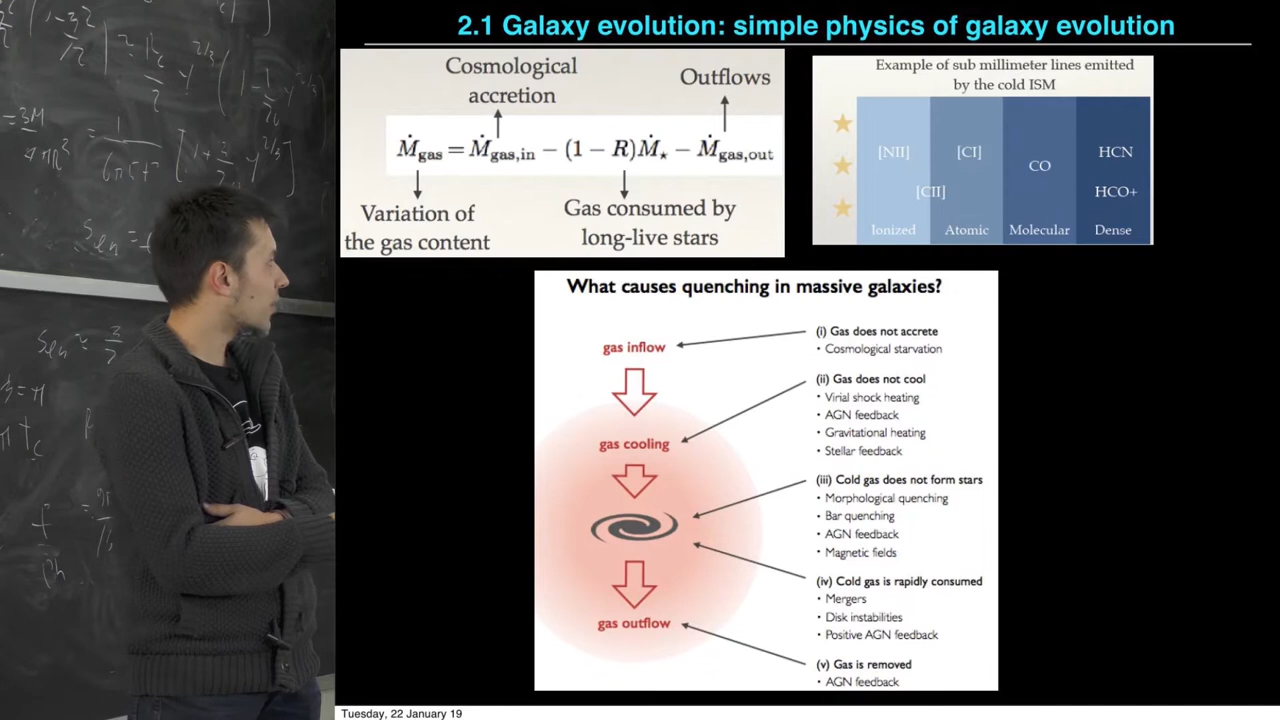 2.1 Galaxy evolution: simple physics of galaxy evolution
Cosmological
accretion
Outflows
Ṁgas = Ṁgas,in − (1 − R)Ṁ⋆ − Ṁgas,out
Variation of
the gas content
Gas consumed by
long-live stars
Example of sub millimeter lines emitted
by the cold ISM
[NII] [CI] CO HCN
[CII] HCO+
Ionized Atomic Molecular Dense
What causes quenching in massive galaxies?
gas inflow
gas cooling
gas outflow
(i) Gas does not accrete
• Cosmological starvation
(ii) Gas does not cool
• Virial shock heating
• AGN feedback
• Gravitational heating
• Stellar feedback
(iii) Cold gas does not form stars
• Morphological quenching
• Bar quenching
• AGN feedback
• Magnetic fields
(iv) Cold gas is rapidly consumed
• Mergers
• Disk instabilities
• Positive AGN feedback
(v) Gas is removed
• AGN feedback
Tuesday, 22 January 19